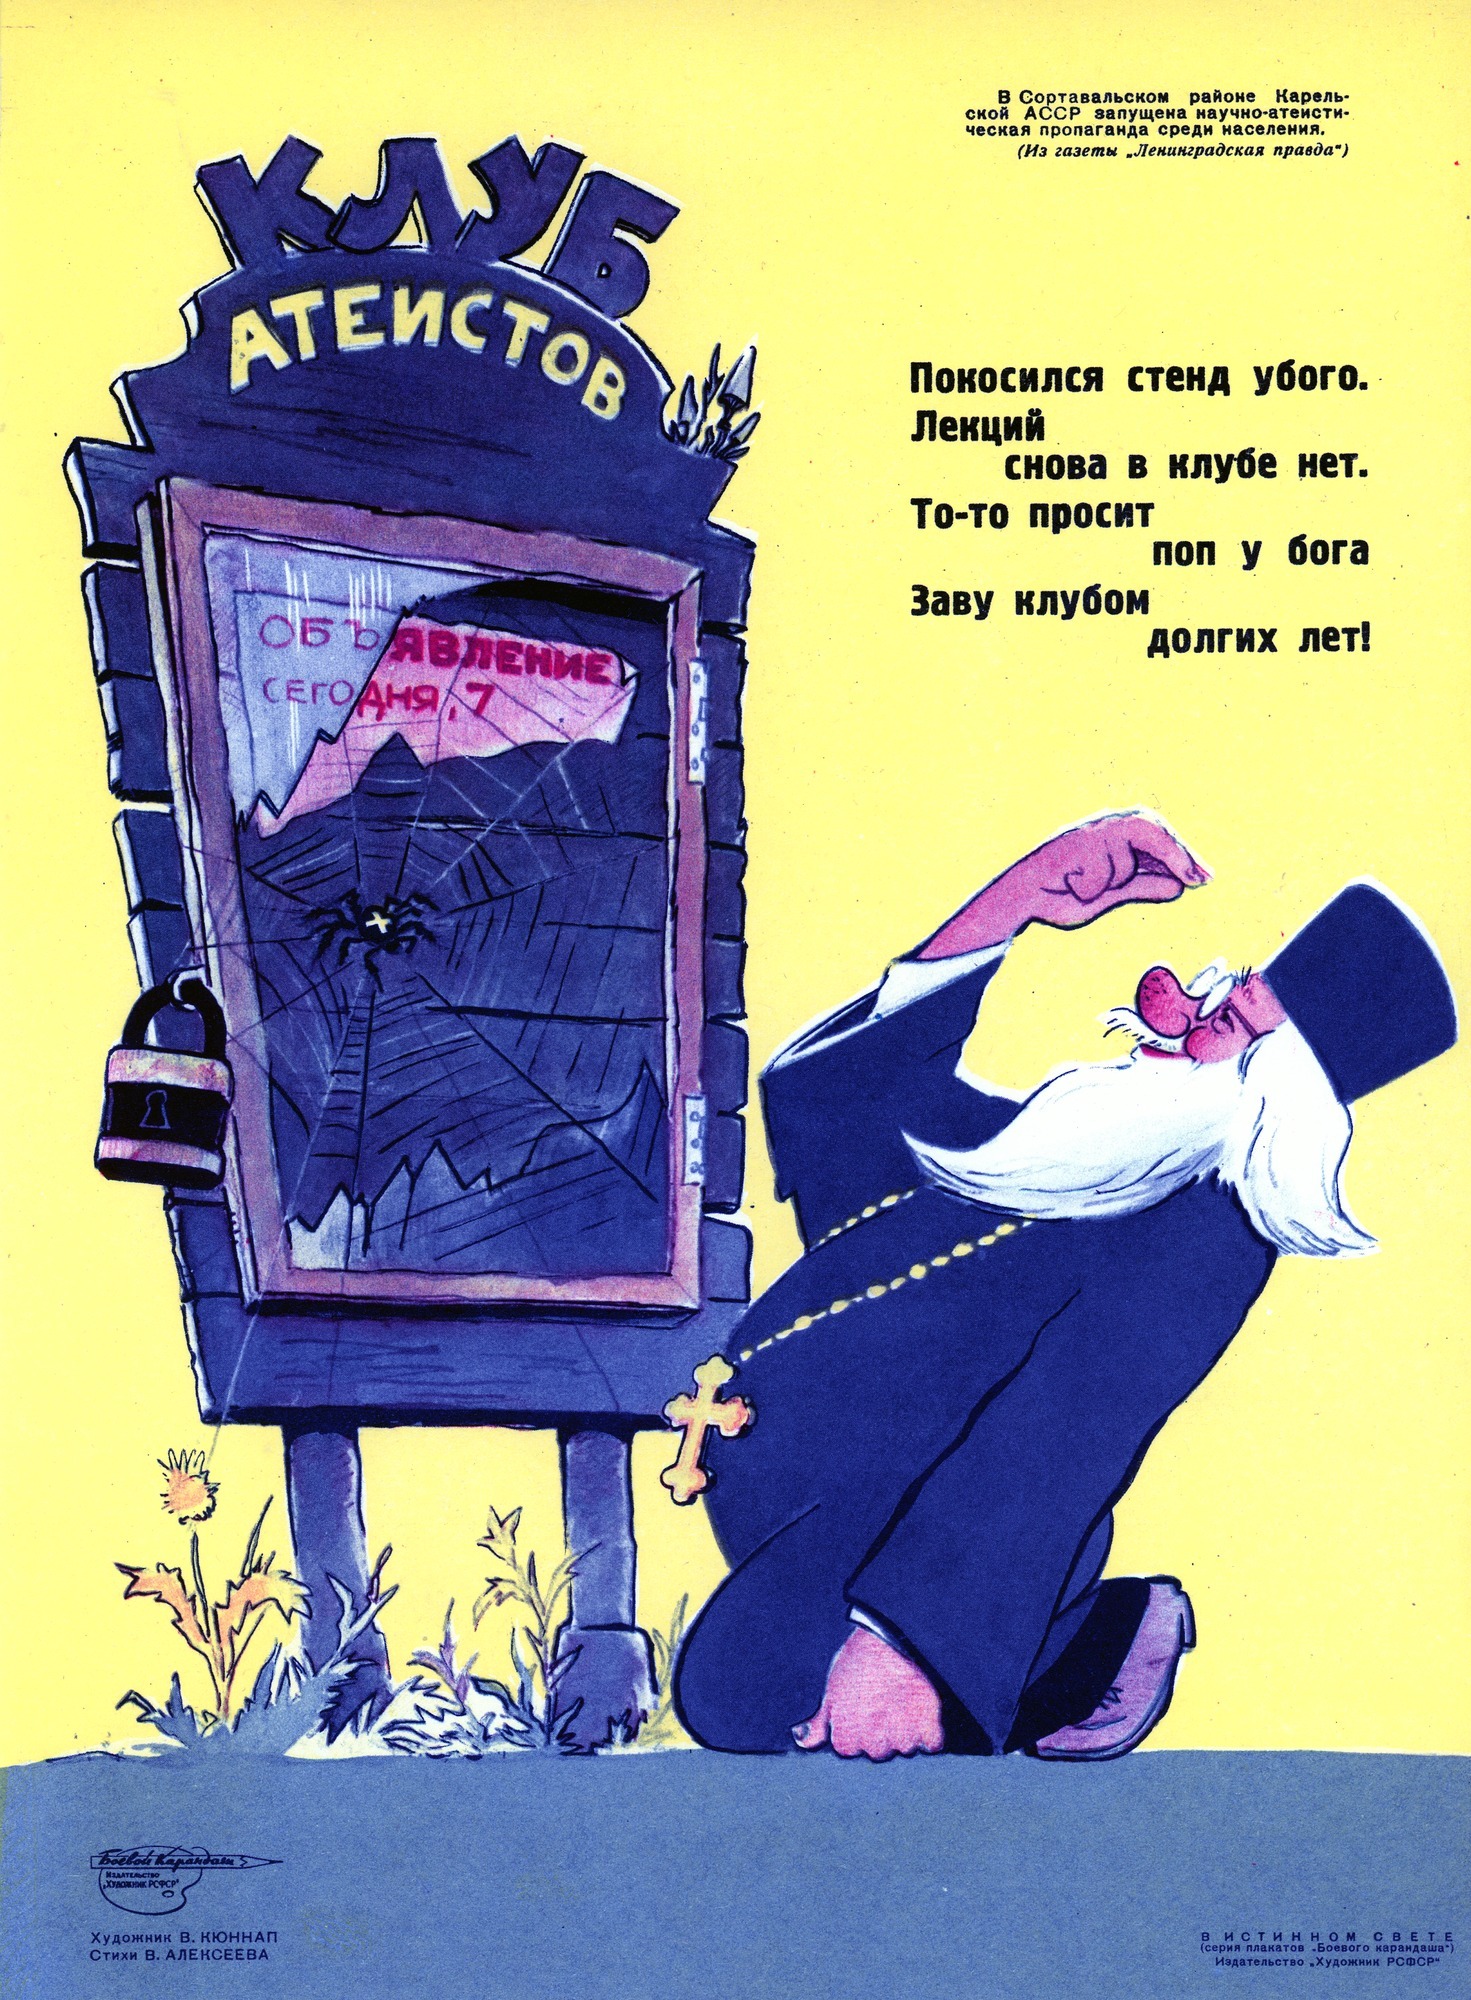 В Сортавальском районе Карель-
ской АССР запущена научно-атеисти-
ческая пропаганда среди населения.
(Из газеты „Ленинградская правда“)
КЛУБ
АТЕИСТОВ
Покосился стенд убого.
Лекций
снова в клубе нет.
То-то просит
поп у бога
Заву клубом
долгих лет!
ОБЪЯВЛЕНИЕ
СЕГОДНЯ, 7
Боевой Карандаш
Издательство
„Художник РСФСР“
Художник В. КЮННАП
Стихи В. АЛЕКСЕЕВА
В ИСТИННОМ СВЕТЕ
(серия плакатов „Боевого карандаша“)
Издательство „Художник РСФСР“